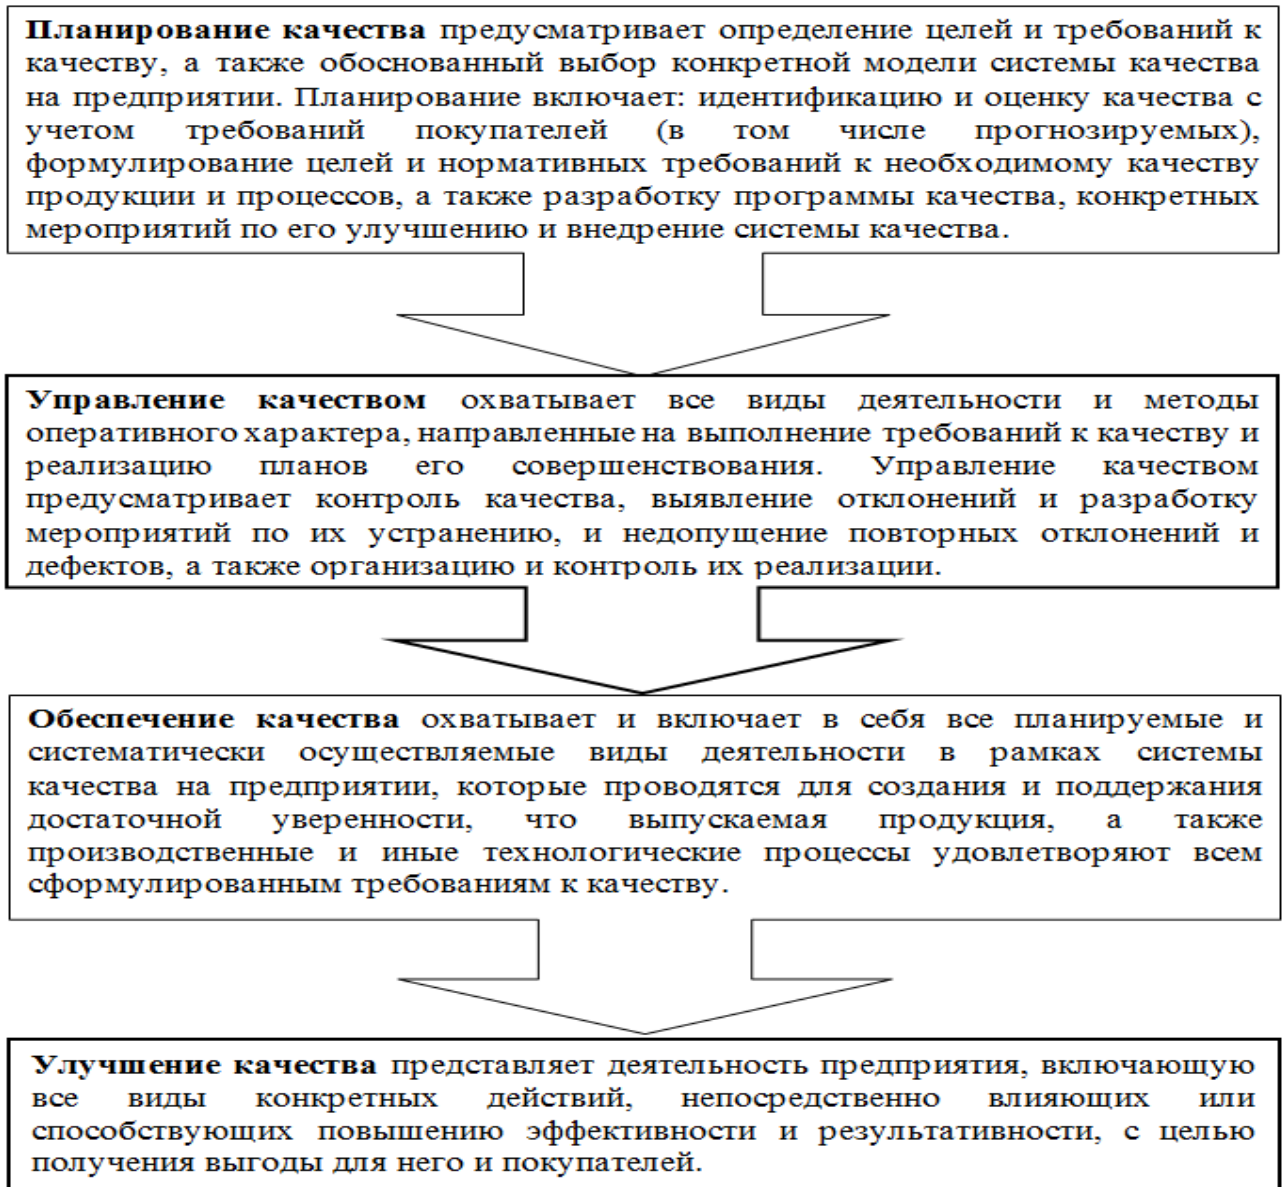 Планирование качества предусматривает определение целей и требований к
качеству, а также обоснованный выбор конкретной модели системы качества
на предприятии. Планирование включает: идентификацию и оценку качества с
учетом требований покупателей (в том числе прогнозируемых),
формулирование целей и нормативных требований к необходимому качеству
продукции и процессов, а также разработку программы качества, конкретных
мероприятий по его улучшению и внедрение системы качества.
Управление качеством охватывает все виды деятельности и методы
оперативного характера, направленные на выполнение требований к качеству и
реализацию планов его совершенствования. Управление качеством
предусматривает контроль качества, выявление отклонений и разработку
мероприятий по их устранению, и недопущение повторных отклонений и
дефектов, а также организацию и контроль их реализации.
Обеспечение качества охватывает и включает в себя все планируемые и
систематически осуществляемые виды деятельности в рамках системы
качества на предприятии, которые проводятся для создания и поддержания
достаточной уверенности, что выпускаемая продукция, а также
производственные и иные технологические процессы удовлетворяют всем
сформулированным требованиям к качеству.
Улучшение качества представляет деятельность предприятия, включающую
все виды конкретных действий, непосредственно влияющих или
способствующих повышению эффективности и результативности, с целью
получения выгоды для него и покупателей.